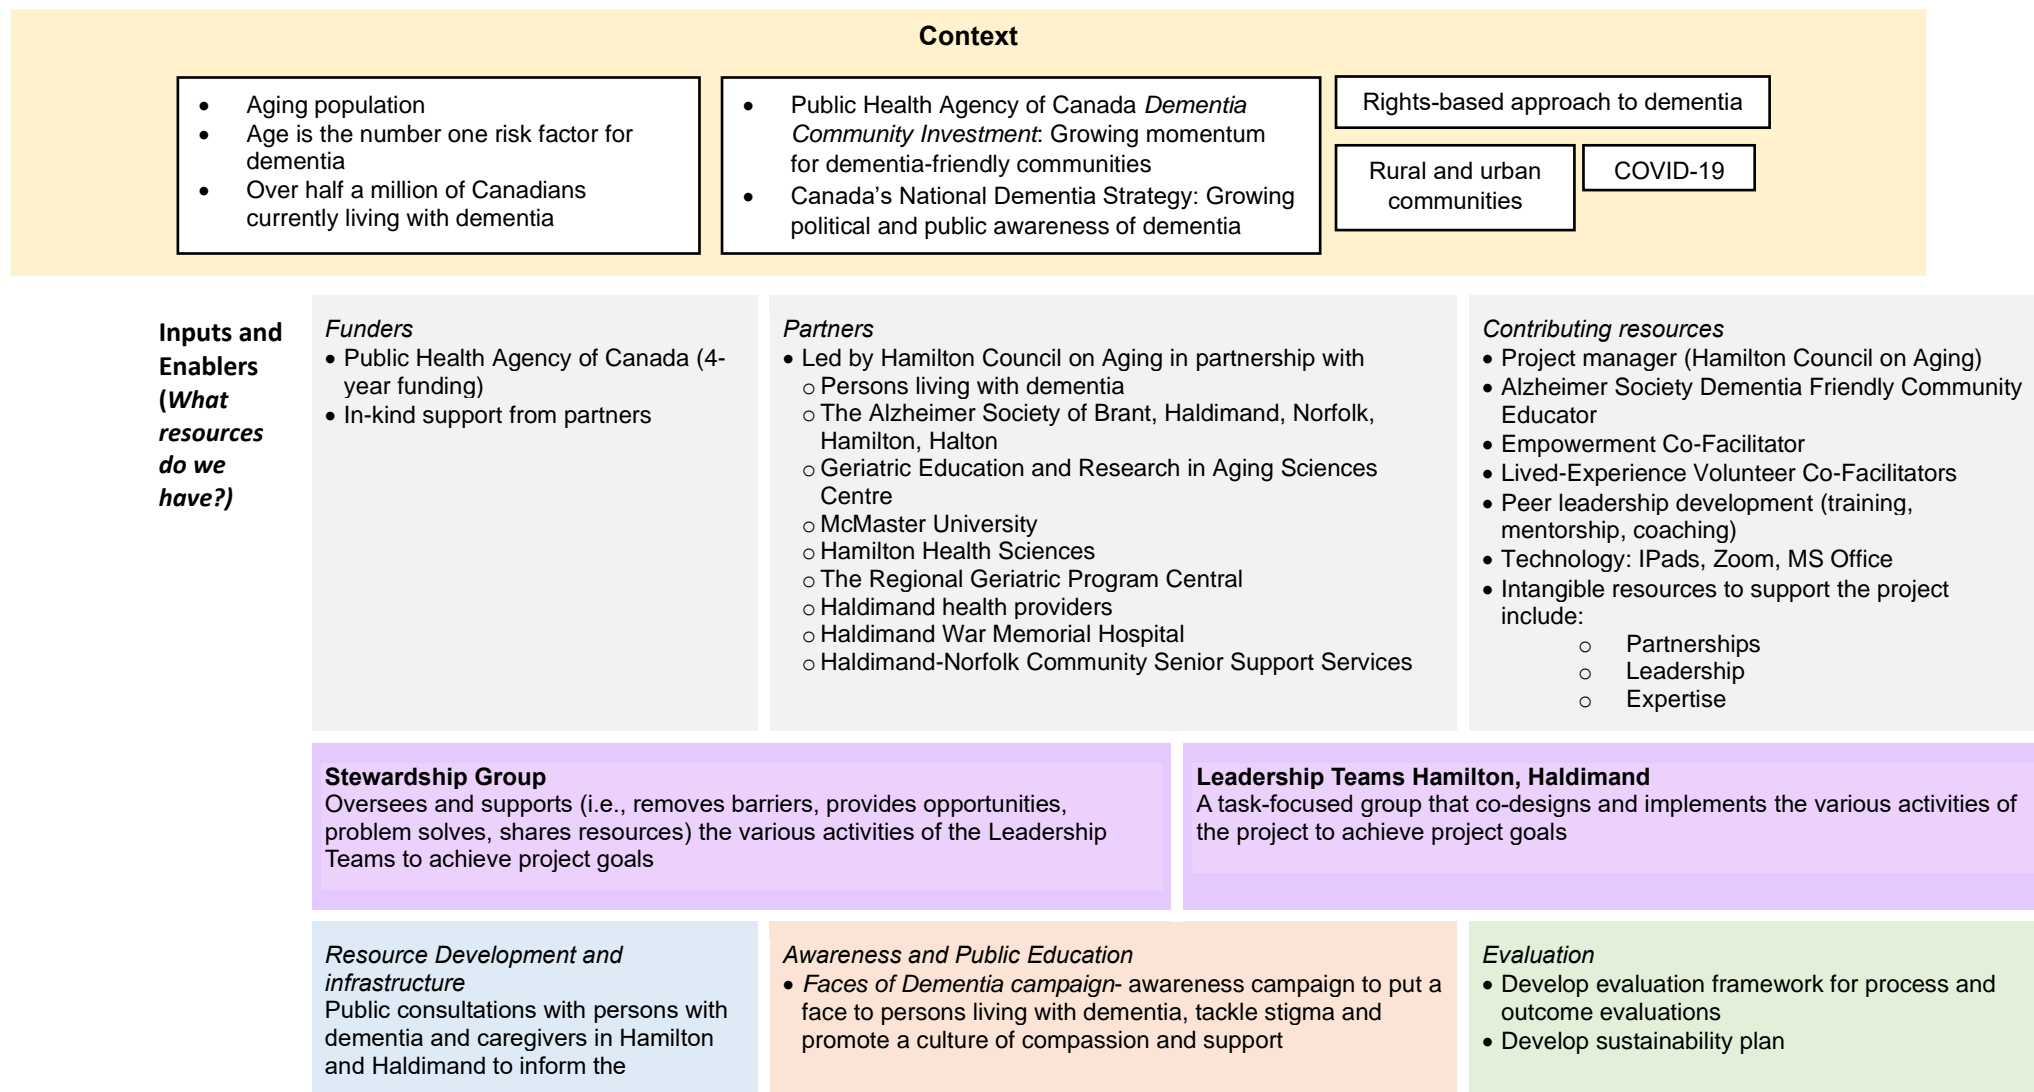 Context
• Aging population
• Age is the number one risk factor for
dementia
• Over half a million of Canadians
currently living with dementia
• Public Health Agency of Canada Dementia
Community Investment: Growing momentum
for dementia-friendly communities
• Canada's National Dementia Strategy: Growing
political and public awareness of dementia
Rights-based approach to dementia
Rural and urban
communities
COVID-19
Inputs and
Enablers
(What
resources
do we
have?)
Funders
• Public Health Agency of Canada (4-
year funding)
• In-kind support from partners
Partners
• Led by Hamilton Council on Aging in partnership with
o Persons living with dementia
o The Alzheimer Society of Brant, Haldimand, Norfolk,
Hamilton, Halton
o Geriatric Education and Research in Aging Sciences
Centre
o McMaster University
o Hamilton Health Sciences
o The Regional Geriatric Program Central
o Haldimand health providers
o Haldimand War Memorial Hospital
o Haldimand-Norfolk Community Senior Support Services
Contributing resources
• Project manager (Hamilton Council on Aging)
• Alzheimer Society Dementia Friendly Community
Educator
• Empowerment Co-Facilitator
• Lived-Experience Volunteer Co-Facilitators
• Peer leadership development (training,
mentorship, coaching)
• Technology: IPads, Zoom, MS Office
• Intangible resources to support the project
include:
o Partnerships
o Leadership
o Expertise
Stewardship Group
Oversees and supports (i.e., removes barriers, provides opportunities,
problem solves, shares resources) the various activities of the Leadership
Teams to achieve project goals
Leadership Teams Hamilton, Haldimand
A task-focused group that co-designs and implements the various activities of
the project to achieve project goals
Resource Development and
infrastructure
Public consultations with persons with
dementia and caregivers in Hamilton
and Haldimand to inform the
Awareness and Public Education
• Faces of Dementia campaign- awareness campaign to put a
face to persons living with dementia, tackle stigma and
promote a culture of compassion and support
Evaluation
• Develop evaluation framework for process and
outcome evaluations
• Develop sustainability plan